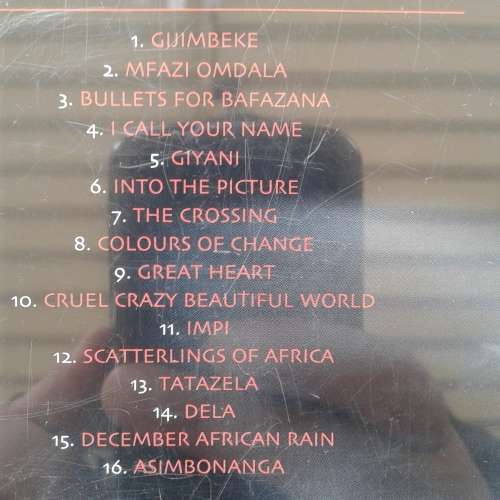 1. GIJIMBEKE
2. MFAZI OMDALA
3. BULLETS FOR BAFAZANA
4. I CALL YOUR NAME
5. GIYANI
6. INTO THE PICTURE
7. THE CROSSING
8. COLOURS OF CHANGE
9. GREAT HEART
10. CRUEL CRAZY BEAUTIFUL WORLD
11. IMPI
12. SCATTERLINGS OF AFRICA
13. TATAZELA
14. DELA
15. DECEMBER AFRICAN RAIN
16. ASIMBONANGA